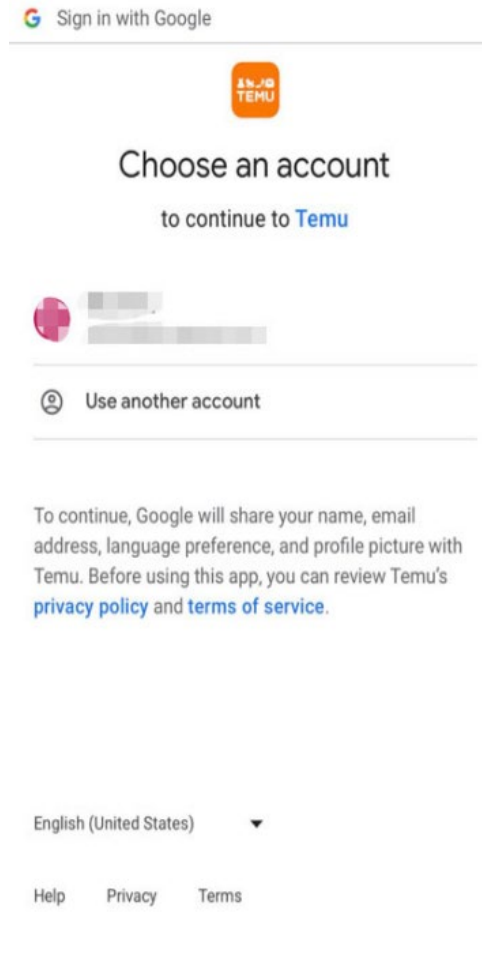 Sign in with Google
TEMU
Choose an account
to continue to Temu
Use another account
To continue, Google will share your name, email
address, language preference, and profile picture with
Temu. Before using this app, you can review Temu's
privacy policy and terms of service.
English (United States)
Help Privacy Terms